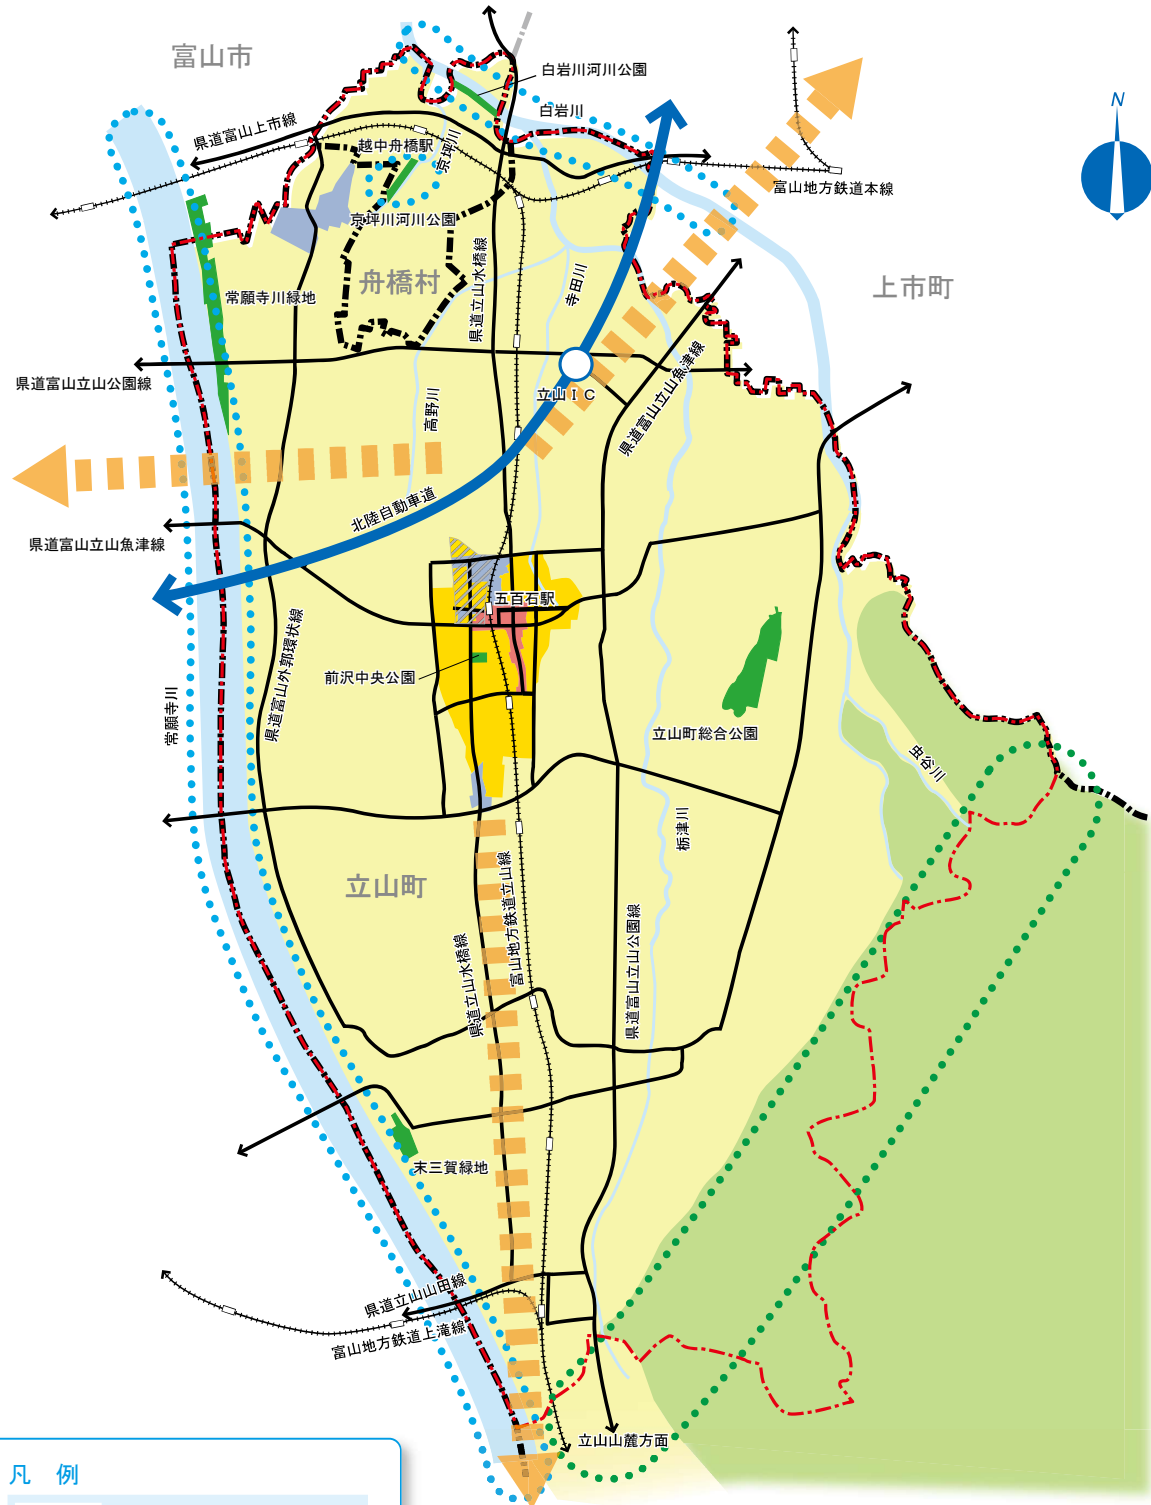 富山市
白岩川河川公園
白岩川
N
県道富山上市線
越中舟橋駅
京坪川
富山地方鉄道本線
京坪川河川公園
舟橋村
県道立山水橋線
寺田川
上市町
常願寺川緑地
県道富山立山公園線
立山ＩＣ
県道富山立山魚津線
高野川
北陸自動車道
県道富山立山魚津線
五百石駅
県道富山外郭環状線
前沢中央公園
常願寺川
立山町総合公園
虫谷川
栃津川
立山町
富山地方鉄道立山線
県道立山水橋線
県道富山立山公園線
末三賀緑地
県道立山山田線
富山地方鉄道上滝線
立山山麓方面
凡 例